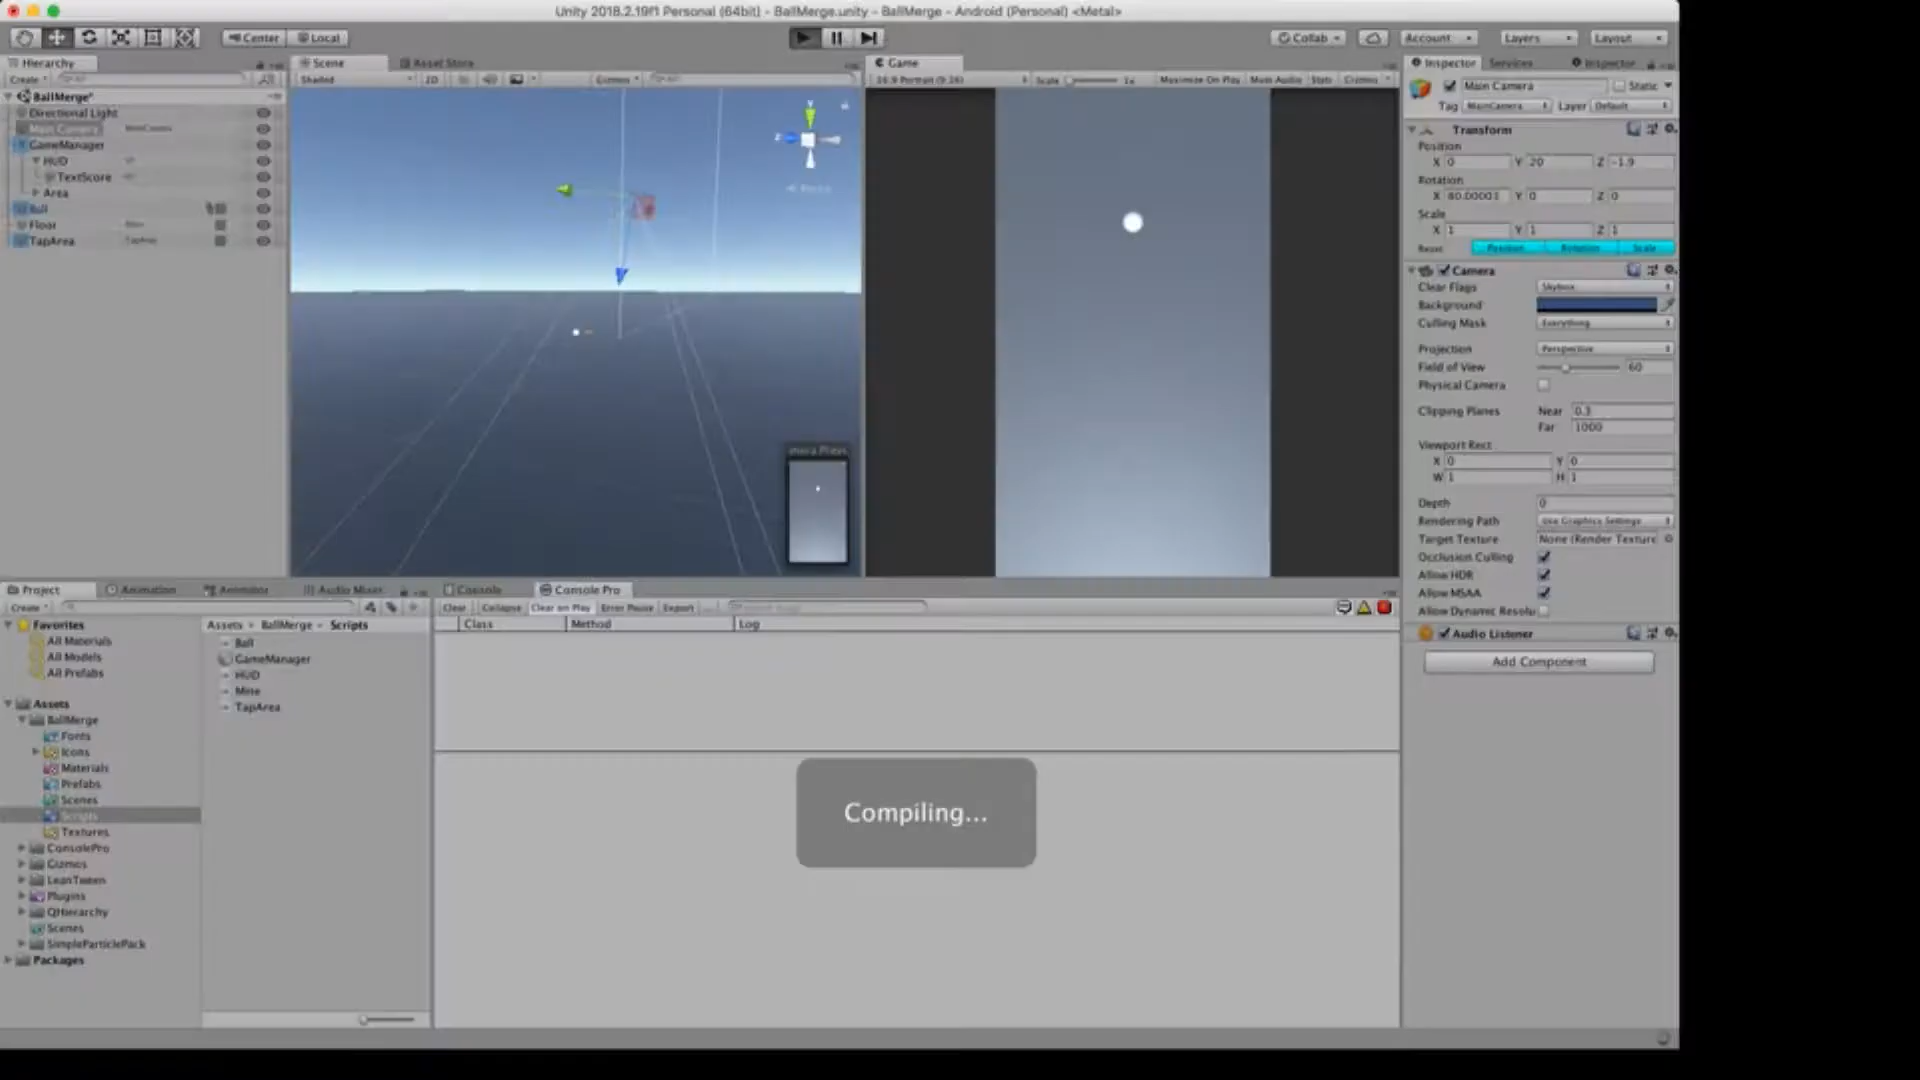 Unity 2018.2.19f1 Personal (64bit) - BallMerge.unity - BallMerge - Android (Personal) <Metal>
Center Local
Collab Account Layers Layout
Hierarchy
Create
BallMerge*
Directional Light
Main Camera
GameManager
HUD
TextScore
Area
Ball
Floor
TapArea
Scene Asset Store
Shaded 2D Gizmos
Game
Scale 1x Maximize On Play Mute Audio Stats Gizmos
Inspector Services Inspector
Main Camera Static
Tag MainCamera Layer Default
Transform
Position
X 0 Y 20 Z -1.9
Rotation
X 80.00003 Y 0 Z 0
Scale
X 1 Y 1 Z 1
Reset Position Rotation Scale
Camera
Clear Flags Skybox
Background
Culling Mask Everything
Projection Perspective
Field of View 60
Physical Camera
Clipping Planes Near 0.3
Far 1000
Viewport Rect
X 0 Y 0
W 1 H 1
Depth 0
Rendering Path Use Graphics Settings
Target Texture None (Render Texture
Occlusion Culling
Allow HDR
Allow MSAA
Allow Dynamic Resolu
Audio Listener
Add Component
Project Animation Animator Audio Mixer
Create
Favorites
All Materials
All Models
All Prefabs
Assets
BallMerge
Fonts
Icons
Materials
Prefabs
Scenes
Scripts
Textures
ConsolePro
Gizmos
LeanTween
Plugins
QHierarchy
Scenes
SimpleParticlePack
Packages
Assets BallMerge Scripts
Ball
GameManager
HUD
Mine
TapArea
Console Console Pro
Clear Collapse Clear on Play Error Pause Export
Class Method Log
Compiling...